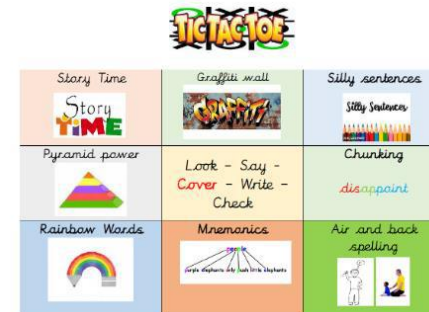 TIC TAC TOE
Story Time
Story
TiME
Graffiti wall
GRAFFITI
Silly sentences
Silly Sentences
Pyramid power
Look - Say -
Cover - Write -
Check
Chunking
disappoint
Rainbow Words
Mnemonics
people
purple elephants only push little elephants
Air and back
spelling